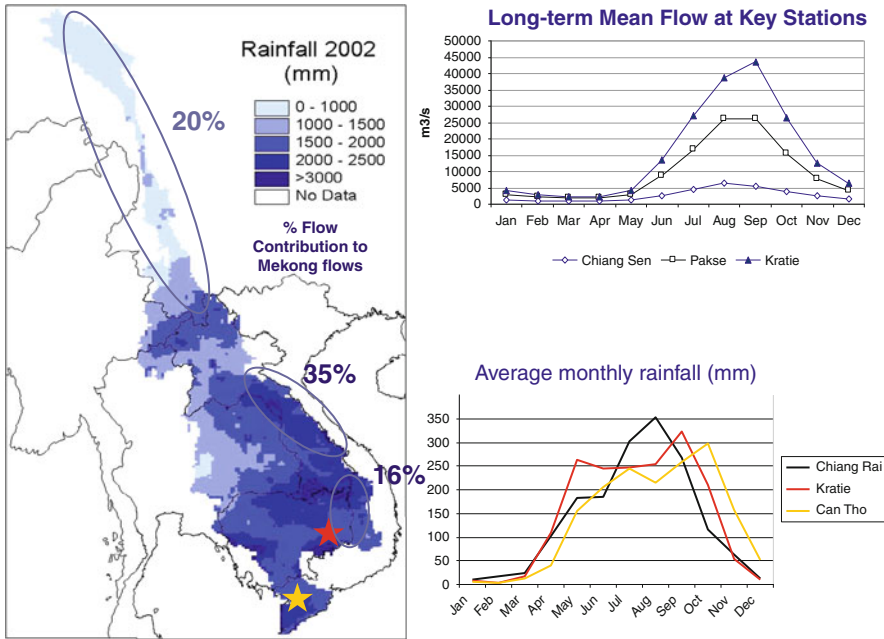 Rainfall 2002
(mm)
0 - 1000
1000 - 1500
1500 - 2000
2000 - 2500
>3000
No Data
% Flow
Contribution to
Mekong flows
20%
35%
16%
Long-term Mean Flow at Key Stations
50000
45000
40000
35000
30000
25000
20000
15000
10000
5000
0
m3/s
Jan Feb Mar Apr May Jun Jul Aug Sep Oct Nov Dec
Chiang Sen Pakse Kratie
Average monthly rainfall (mm)
350
300
250
200
150
100
50
0
Jan Feb Mar Apr May Jun Jul Aug Sep Oct Nov Dec
Chiang Rai
Kratie
Can Tho